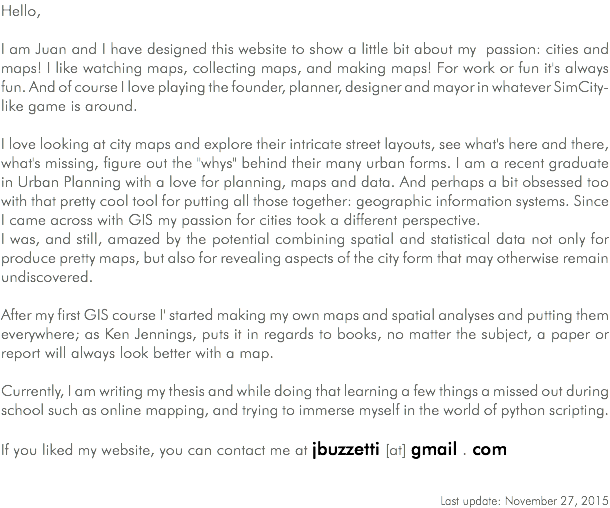 Hello,
I am Juan and I have designed this website to show a little bit about my  passion: cities and
maps! I like watching maps, collecting maps, and making maps! For work or fun it's always
fun. And of course I love playing the founder, planner, designer and mayor in whatever SimCity-
like game is around.
I love looking at city maps and explore their intricate street layouts, see what's here and there,
what's missing, figure out the "whys" behind their many urban forms. I am a recent graduate
in Urban Planning with a love for planning, maps and data. And perhaps a bit obsessed too
with that pretty cool tool for putting all those together: geographic information systems. Since
I came across with GIS my passion for cities took a different perspective.
I was, and still, amazed by the potential combining spatial and statistical data not only for
produce pretty maps, but also for revealing aspects of the city form that may otherwise remain
undiscovered.
After my first GIS course I' started making my own maps and spatial analyses and putting them
everywhere; as Ken Jennings, puts it in regards to books, no matter the subject, a paper or
report will always look better with a map.
Currently, I am writing my thesis and while doing that learning a few things a missed out during
school such as online mapping, and trying to immerse myself in the world of python scripting.
If you liked my website, you can contact me at jbuzzetti [at] gmail . com
Last update: November 27, 2015